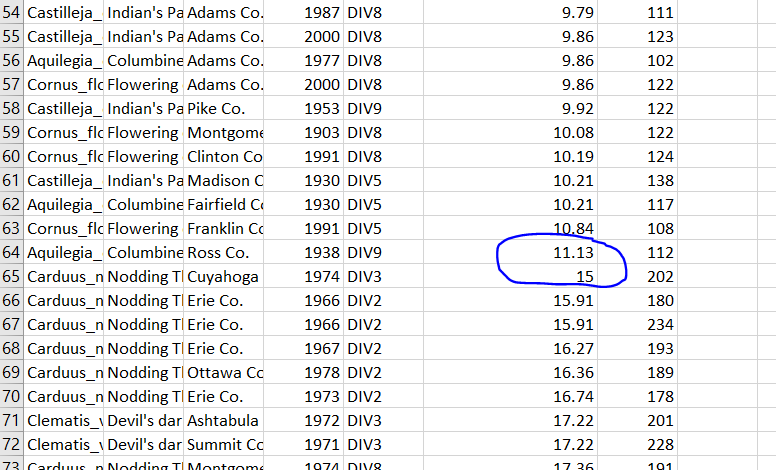 54 Castilleja_ Indian's Pa Adams Co. 1987 DIV8 9.79 111
55 Castilleja_ Indian's Pa Adams Co. 2000 DIV8 9.86 123
56 Aquilegia_ Columbine Adams Co. 1977 DIV8 9.86 102
57 Cornus_flo Flowering Adams Co. 2000 DIV8 9.86 122
58 Castilleja_ Indian's Pa Pike Co. 1953 DIV9 9.92 122
59 Cornus_flo Flowering Montgome 1903 DIV8 10.08 122
60 Cornus_flo Flowering Clinton Co 1991 DIV8 10.19 124
61 Castilleja_ Indian's Pa Madison C 1930 DIV5 10.21 138
62 Aquilegia_ Columbine Fairfield Co 1930 DIV5 10.21 117
63 Cornus_flo Flowering Franklin Co 1991 DIV5 10.84 108
64 Aquilegia_ Columbine Ross Co. 1938 DIV9 11.13 112
65 Carduus_n Nodding Tl Cuyahoga 1974 DIV3 15 202
66 Carduus_n Nodding Tl Erie Co. 1966 DIV2 15.91 180
67 Carduus_n Nodding Tl Erie Co. 1966 DIV2 15.91 234
68 Carduus_n Nodding Tl Erie Co. 1967 DIV2 16.27 193
69 Carduus_n Nodding Tl Ottawa Co 1978 DIV2 16.36 189
70 Carduus_n Nodding Tl Erie Co. 1973 DIV2 16.74 178
71 Clematis_v Devil's dar Ashtabula 1972 DIV3 17.22 201
72 Clematis_v Devil's dar Summit Co 1971 DIV3 17.22 228
73 Carduus_n Nodding Tl Montgome 1974 DIV8 17.36 191